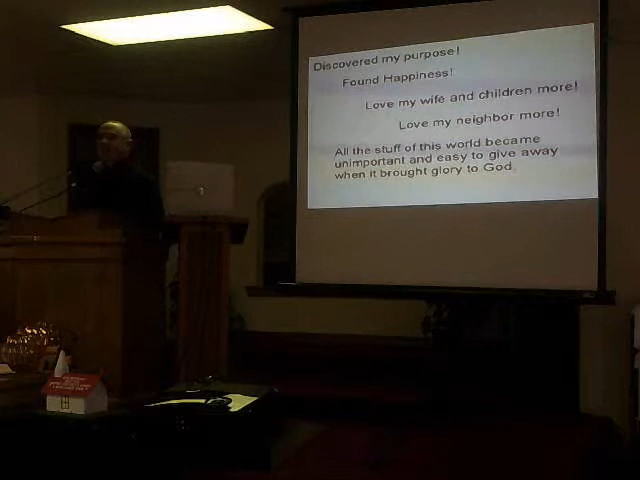 Discovered my purpose!
Found Happiness!
Love my wife and children more!
Love my neighbor more!
All the stuff of this world became
unimportant and easy to give away
when it brought glory to God.